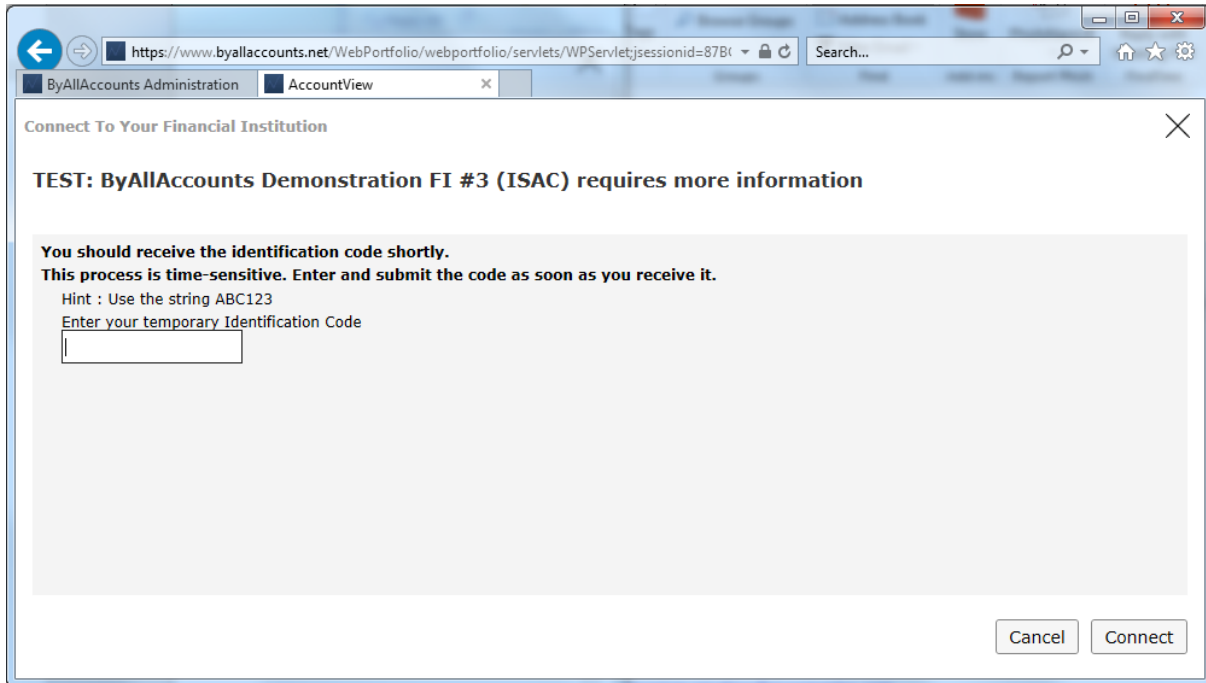 https://www.byallaccounts.net/WebPortfolio/webportfolio/servlets/WPServlet;jsessionid=87B
Search...
ByAllAccounts Administration
AccountView
Connect To Your Financial Institution
TEST: ByAllAccounts Demonstration FI #3 (ISAC) requires more information
You should receive the identification code shortly.
This process is time-sensitive. Enter and submit the code as soon as you receive it.
Hint : Use the string ABC123
Enter your temporary Identification Code
Cancel
Connect